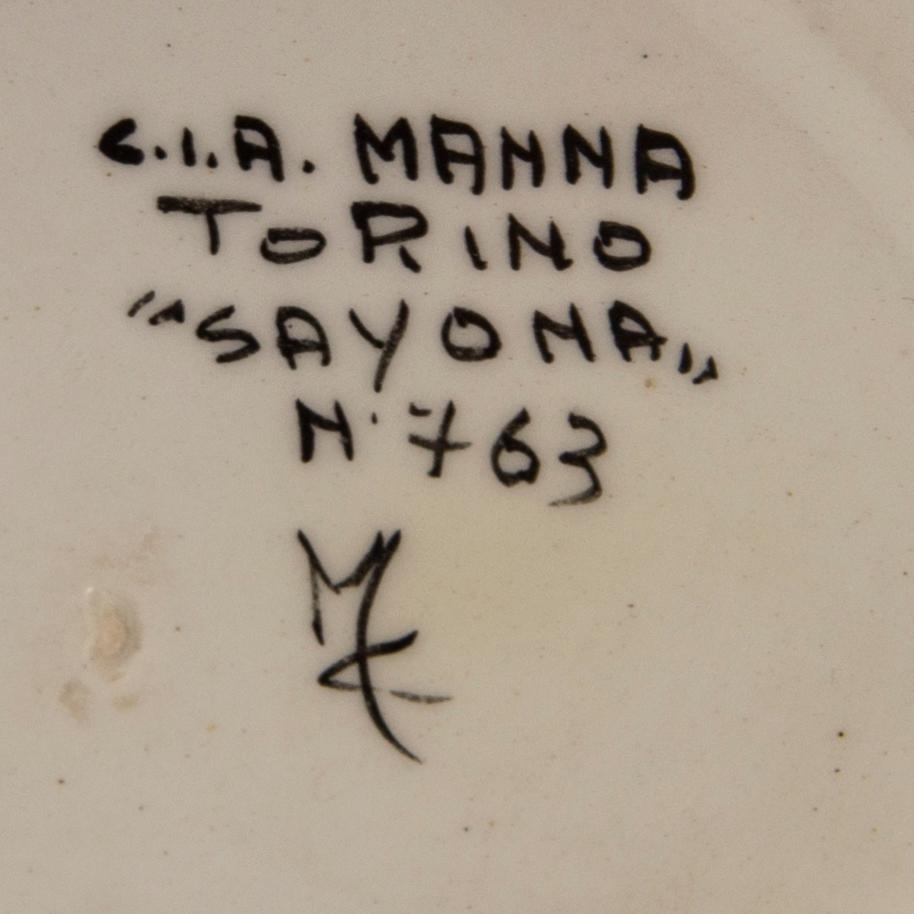 C.I.A. MANNA
TORINO
"SAYONA„
N· 763